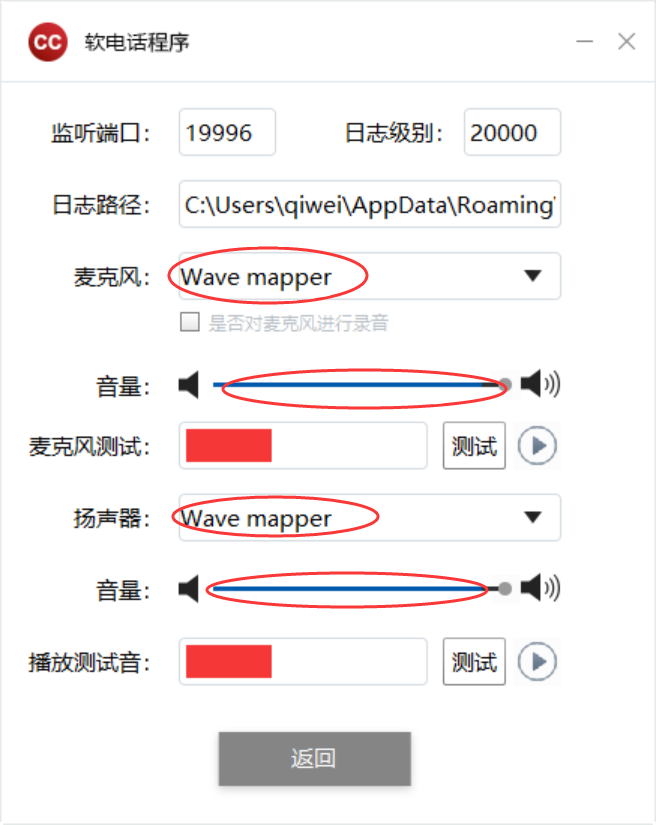 CC 软电话程序
监听端口: 19996 日志级别: 20000
日志路径: C:\Users\qiwei\AppData\Roaming\
麦克风: Wave mapper
是否对麦克风进行录音
音量:
麦克风测试: 测试
扬声器: Wave mapper
音量:
播放测试音: 测试
返回